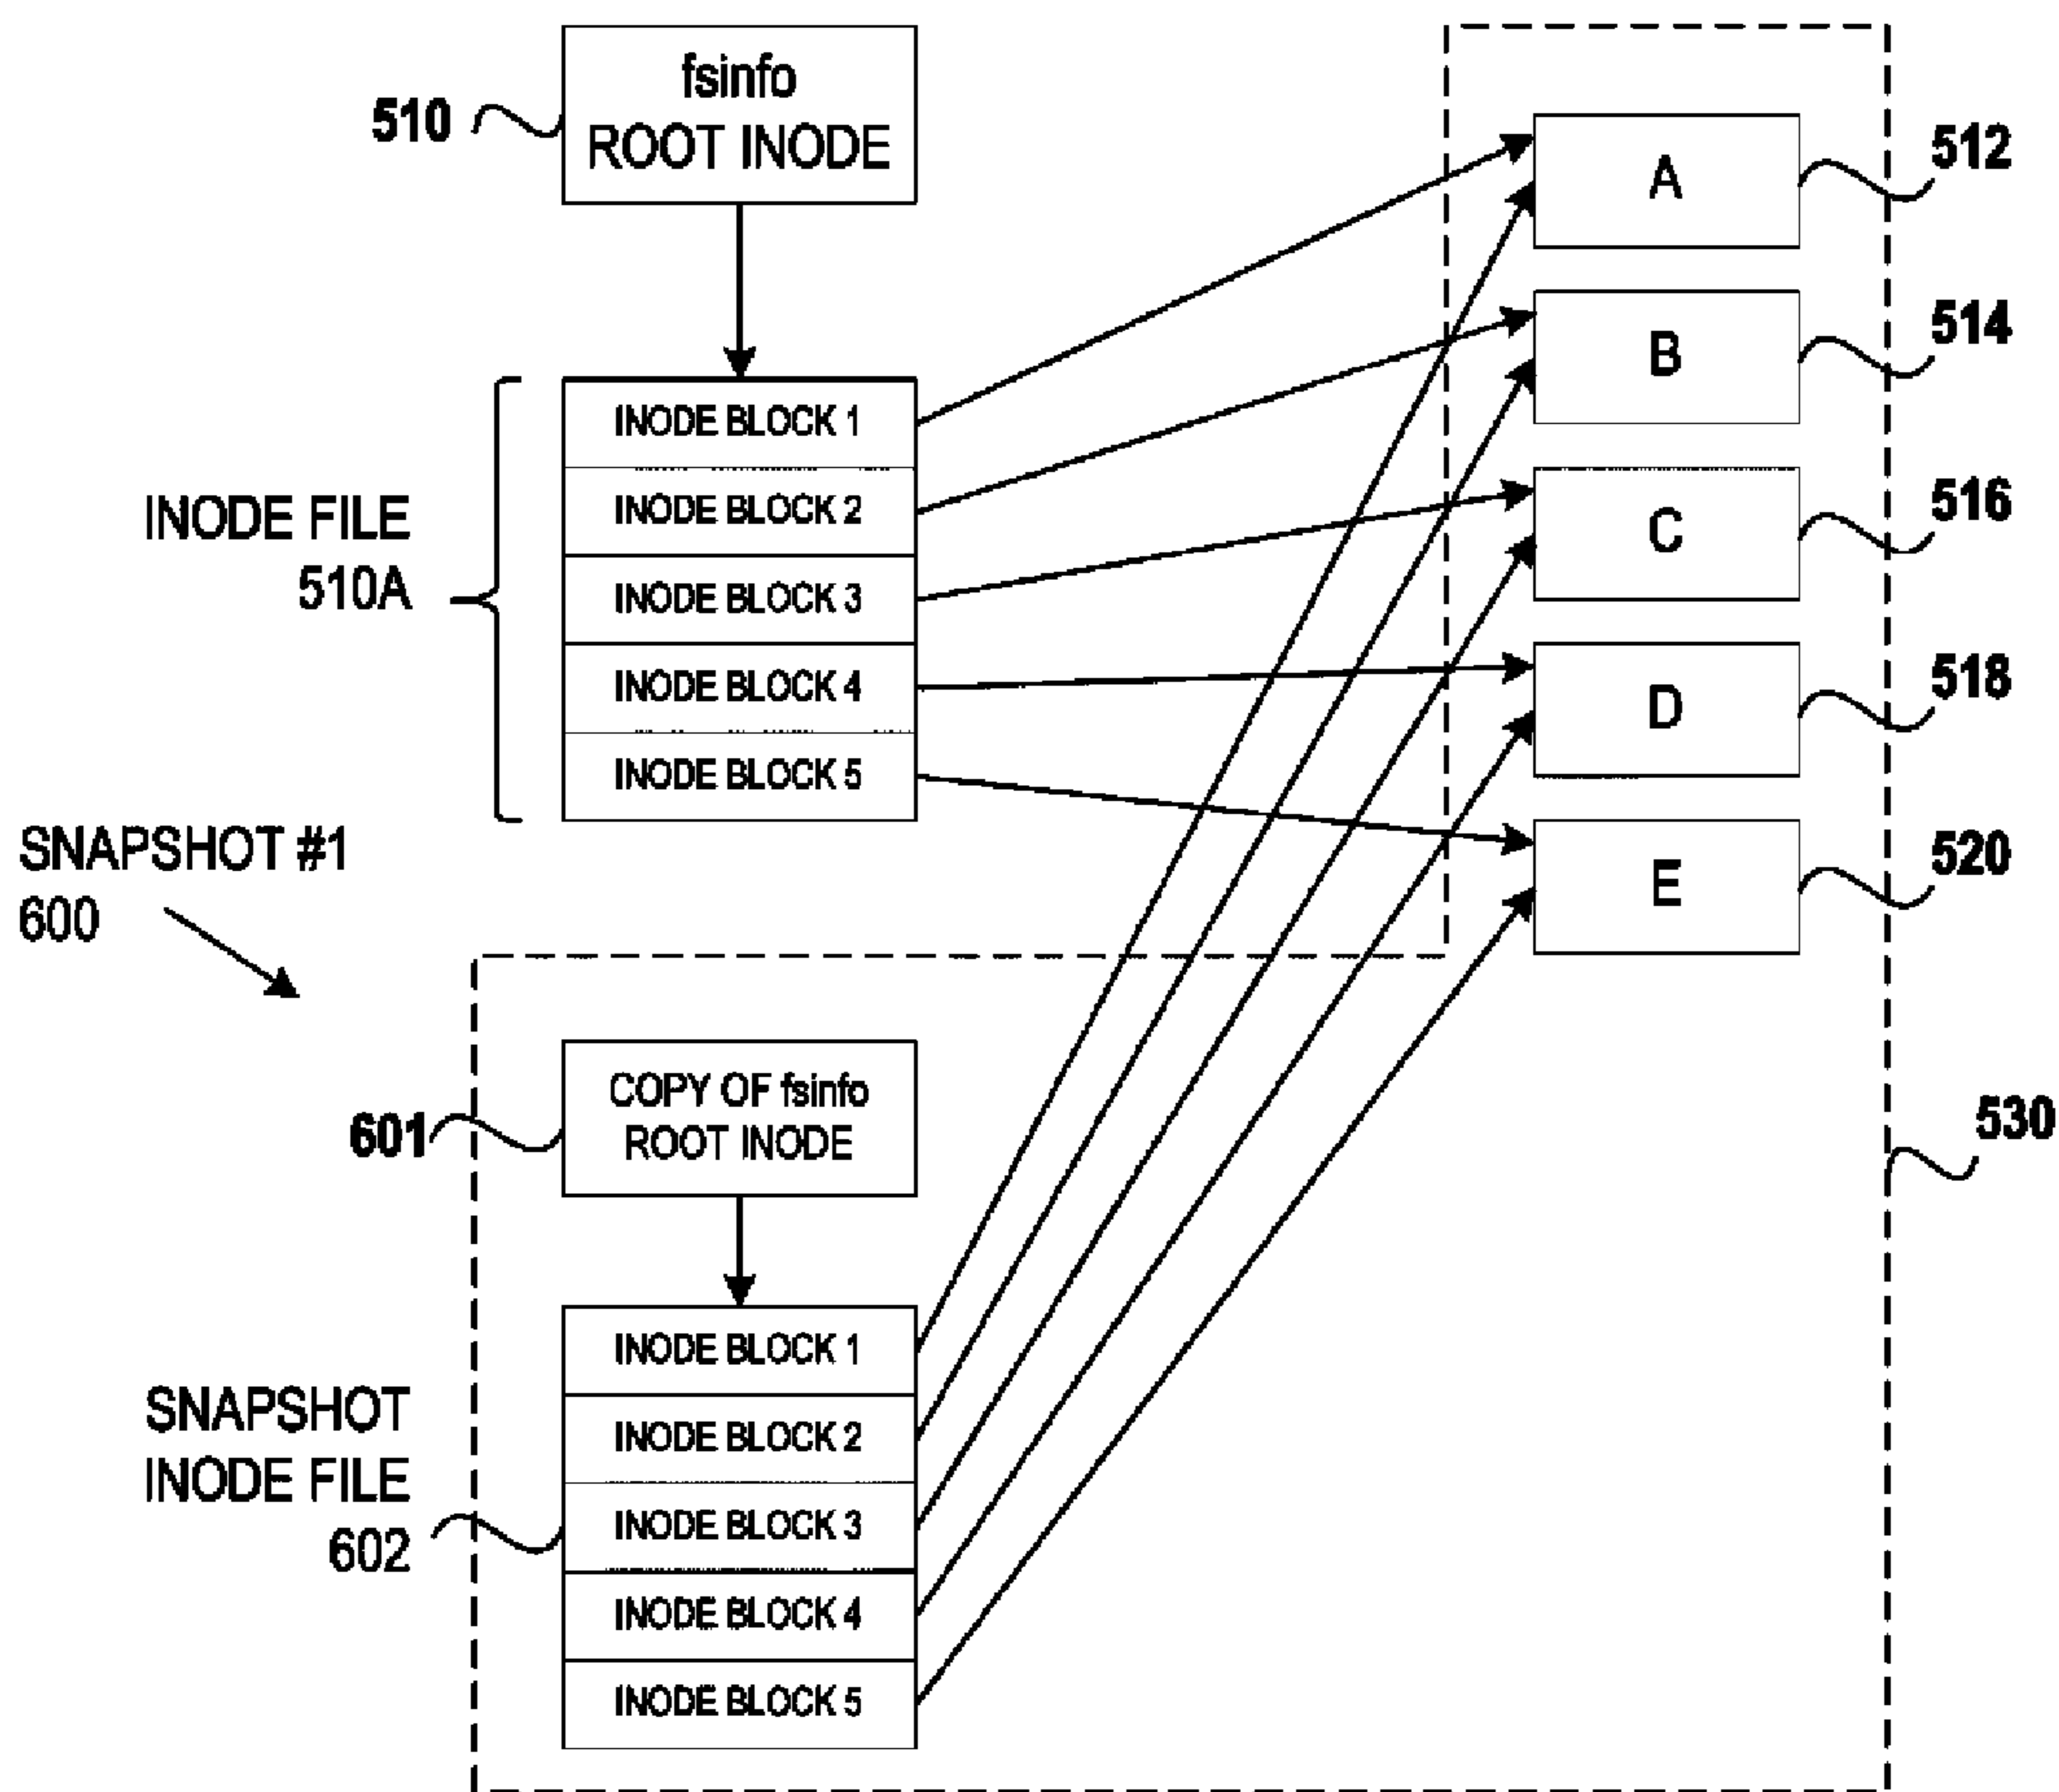 fsinfo
ROOT INODE
510
A
512
B
514
INODE FILE
510A
INODE BLOCK 1
INODE BLOCK 2
INODE BLOCK 3
INODE BLOCK 4
INODE BLOCK 5
C
516
D
518
E
520
SNAPSHOT #1
600
COPY OF fsinfo
ROOT INODE
601
530
SNAPSHOT
INODE FILE
602
INODE BLOCK 1
INODE BLOCK 2
INODE BLOCK 3
INODE BLOCK 4
INODE BLOCK 5